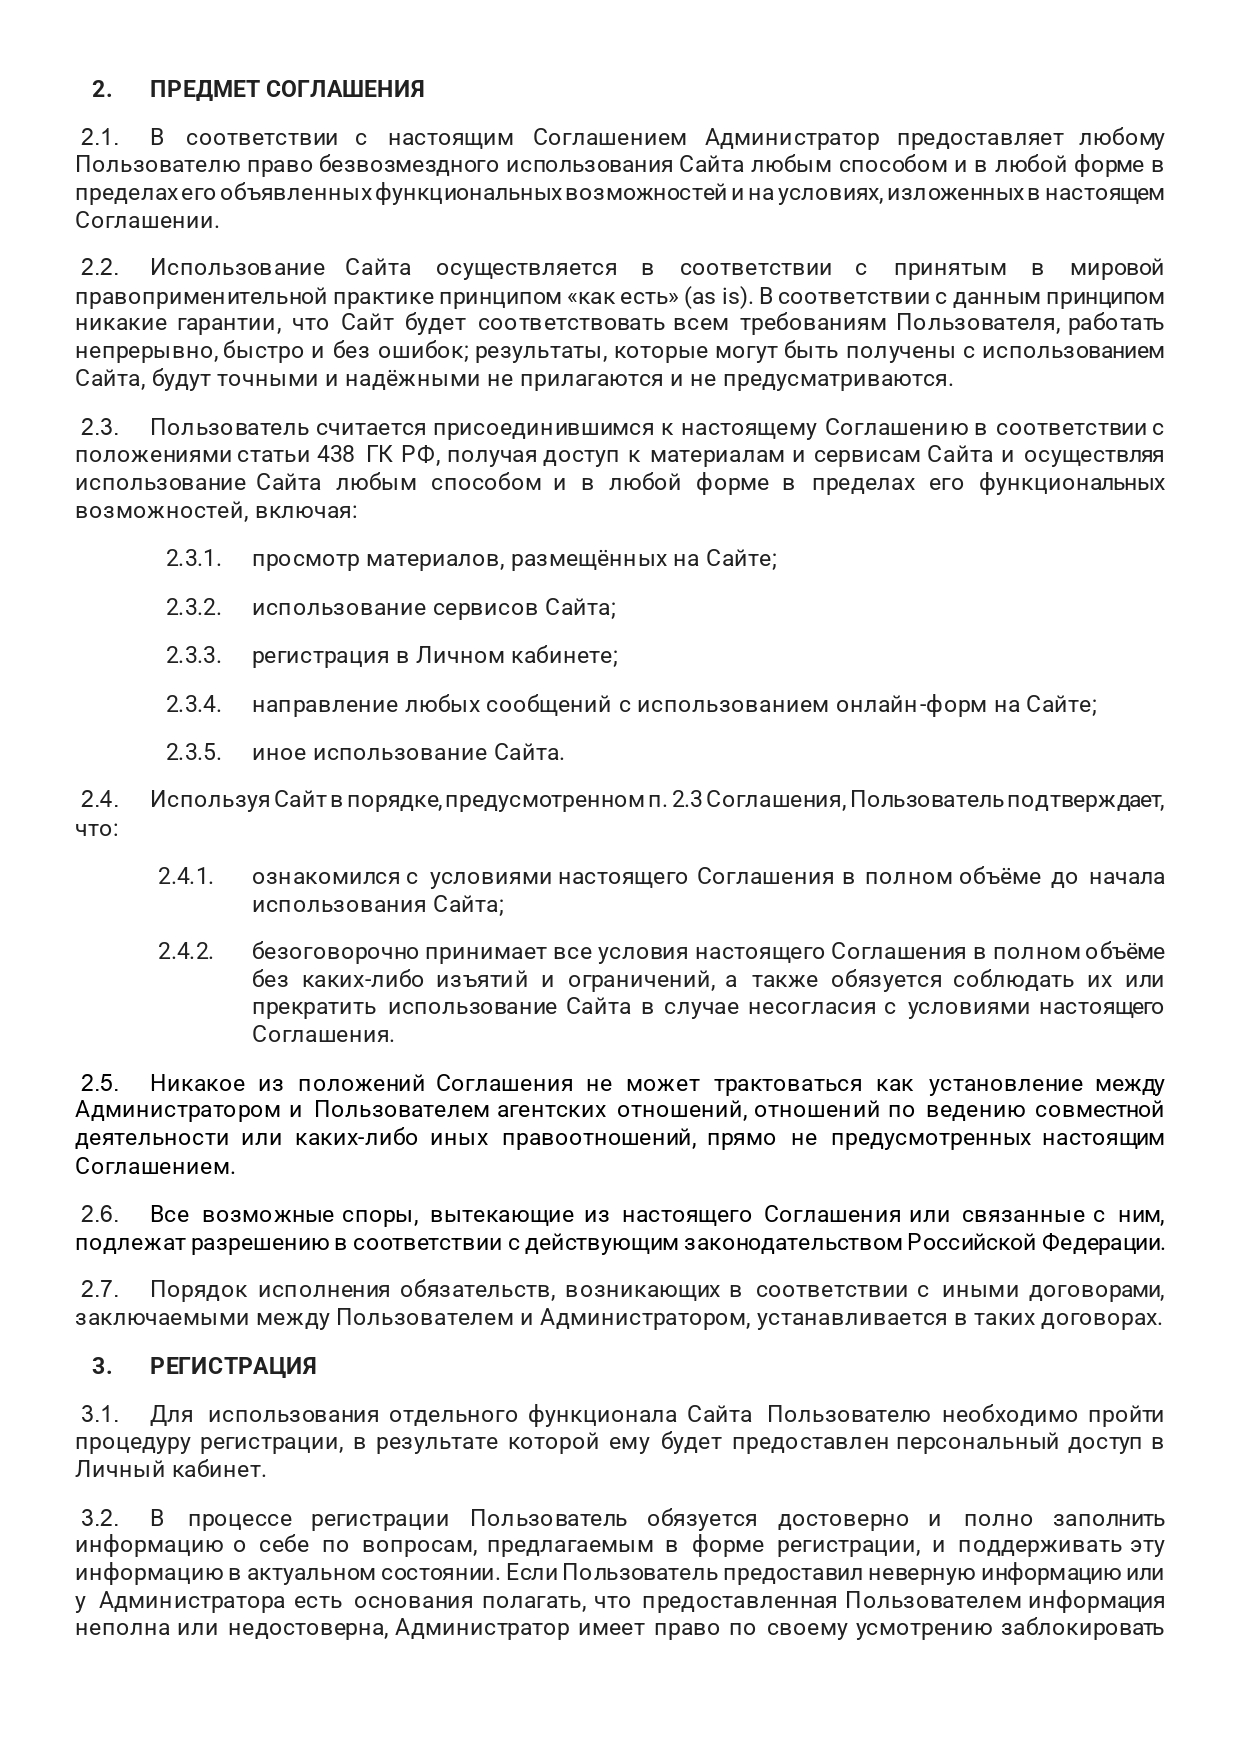 2. ПРЕДМЕТ СОГЛАШЕНИЯ
2.1. В соответствии с настоящим Соглашением Администратор предоставляет любому
Пользователю право безвозмездного использования Сайта любым способом и в любой форме в
пределах его объявленных функциональных возможностей и на условиях, изложенных в настоящем
Соглашении.
2.2. Использование Сайта осуществляется в соответствии с принятым в мировой
правоприменительной практике принципом «как есть» (as is). В соответствии с данным принципом
никакие гарантии, что Сайт будет соответствовать всем требованиям Пользователя, работать
непрерывно, быстро и без ошибок; результаты, которые могут быть получены с использованием
Сайта, будут точными и надёжными не прилагаются и не предусматриваются.
2.3. Пользователь считается присоединившимся к настоящему Соглашению в соответствии с
положениями статьи 438 ГК РФ, получая доступ к материалам и сервисам Сайта и осуществляя
использование Сайта любым способом и в любой форме в пределах его функциональных
возможностей, включая:
2.3.1. просмотр материалов, размещённых на Сайте;
2.3.2. использование сервисов Сайта;
2.3.3. регистрация в Личном кабинете;
2.3.4. направление любых сообщений с использованием онлайн-форм на Сайте;
2.3.5. иное использование Сайта.
2.4. Используя Сайт в порядке, предусмотренном п. 2.3 Соглашения, Пользователь подтверждает,
что:
2.4.1. ознакомился с условиями настоящего Соглашения в полном объёме до начала
использования Сайта;
2.4.2. безоговорочно принимает все условия настоящего Соглашения в полном объёме
без каких-либо изъятий и ограничений, а также обязуется соблюдать их или
прекратить использование Сайта в случае несогласия с условиями настоящего
Соглашения.
2.5. Никакое из положений Соглашения не может трактоваться как установление между
Администратором и Пользователем агентских отношений, отношений по ведению совместной
деятельности или каких-либо иных правоотношений, прямо не предусмотренных настоящим
Соглашением.
2.6. Все возможные споры, вытекающие из настоящего Соглашения или связанные с ним,
подлежат разрешению в соответствии с действующим законодательством Российской Федерации.
2.7. Порядок исполнения обязательств, возникающих в соответствии с иными договорами,
заключаемыми между Пользователем и Администратором, устанавливается в таких договорах.
3. РЕГИСТРАЦИЯ
3.1. Для использования отдельного функционала Сайта Пользователю необходимо пройти
процедуру регистрации, в результате которой ему будет предоставлен персональный доступ в
Личный кабинет.
3.2. В процессе регистрации Пользователь обязуется достоверно и полно заполнить
информацию о себе по вопросам, предлагаемым в форме регистрации, и поддерживать эту
информацию в актуальном состоянии. Если Пользователь предоставил неверную информацию или
у Администратора есть основания полагать, что предоставленная Пользователем информация
неполна или недостоверна, Администратор имеет право по своему усмотрению заблокировать